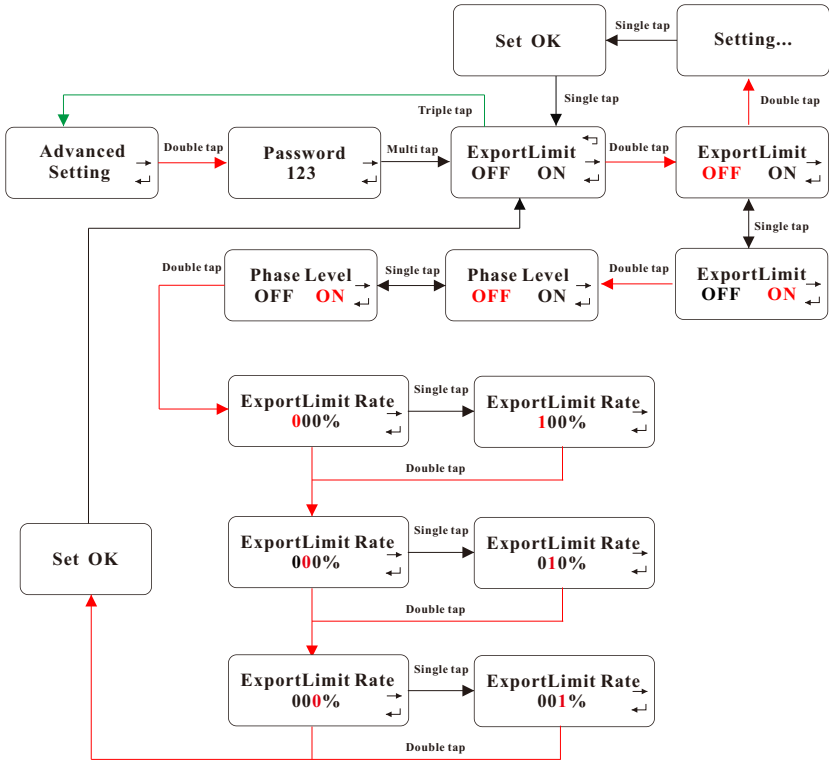 Set OK
Single tap
Setting...
Single tap
Double tap
Triple tap
Advanced
Setting
Double tap
Password
123
Multi tap
ExportLimit
OFF ON
Double tap
ExportLimit
OFF ON
Single tap
Double tap
Phase Level
OFF ON
Single tap
Phase Level
OFF ON
Double tap
ExportLimit
OFF ON
ExportLimit Rate
000%
Single tap
ExportLimit Rate
100%
Double tap
Set OK
ExportLimit Rate
000%
Single tap
ExportLimit Rate
010%
Double tap
ExportLimit Rate
000%
Single tap
ExportLimit Rate
001%
Double tap